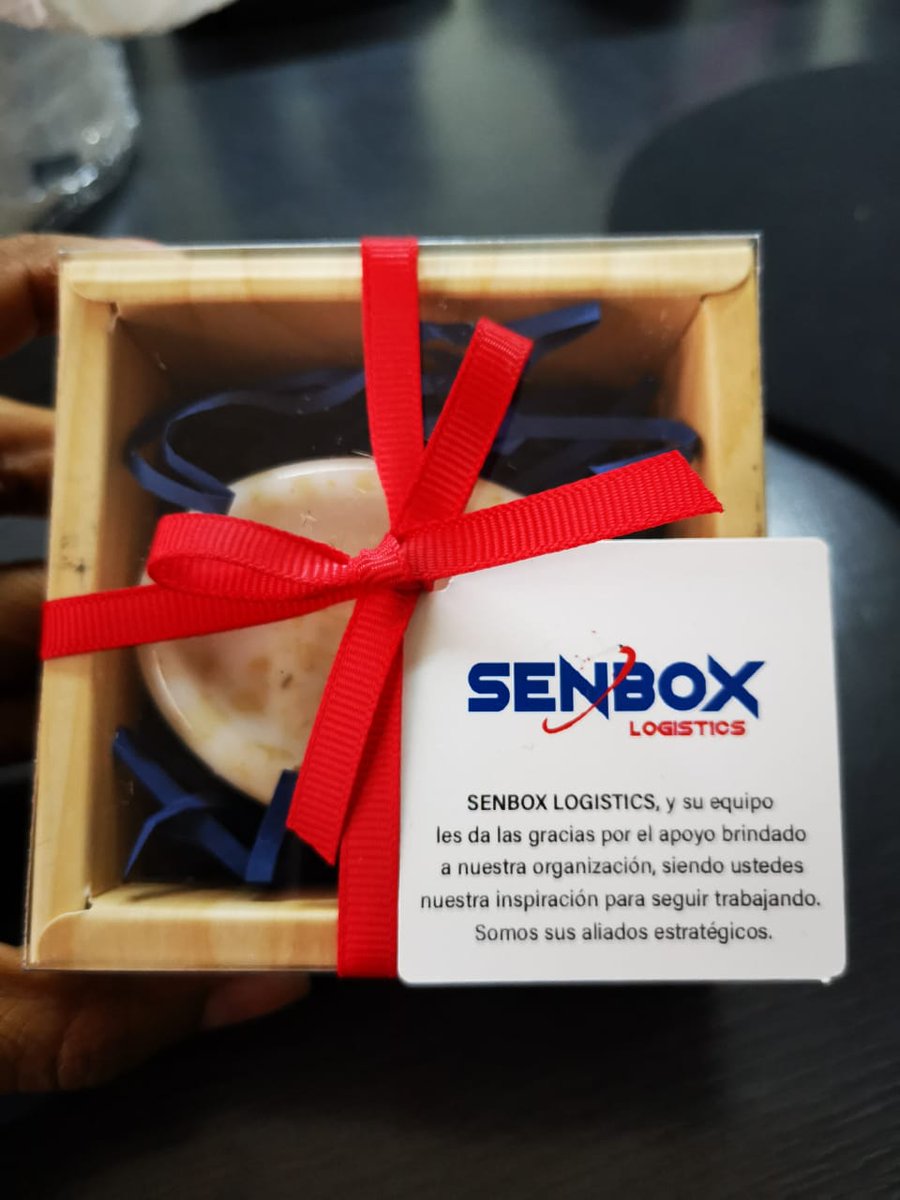 SENBOX
LOGISTICS
SENBOX LOGISTICS, y su equipo
les da las gracias por el apoyo brindado
a nuestra organización, siendo ustedes
nuestra inspiración para seguir trabajando.
Somos sus aliados estratégicos.